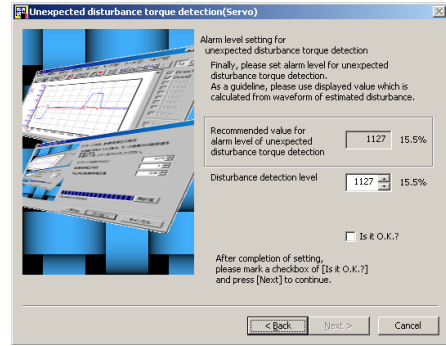 Unexpected disturbance torque detection(Servo)
Alarm level setting for
unexpected disturbance torque detection
Finally, please set alarm level for unexpected
disturbance torque detection.
As a guideline, please use displayed value which is
calculated from waveform of estimated disturbance.
Recommended value for
alarm level of unexpected
disturbance torque detection
1127 15.5%
Disturbance detection level
1127 15.5%
Is it O.K.?
After completion of setting,
please mark a checkbox of [Is it O.K.?]
and press [Next] to continue.
< Back Next > Cancel